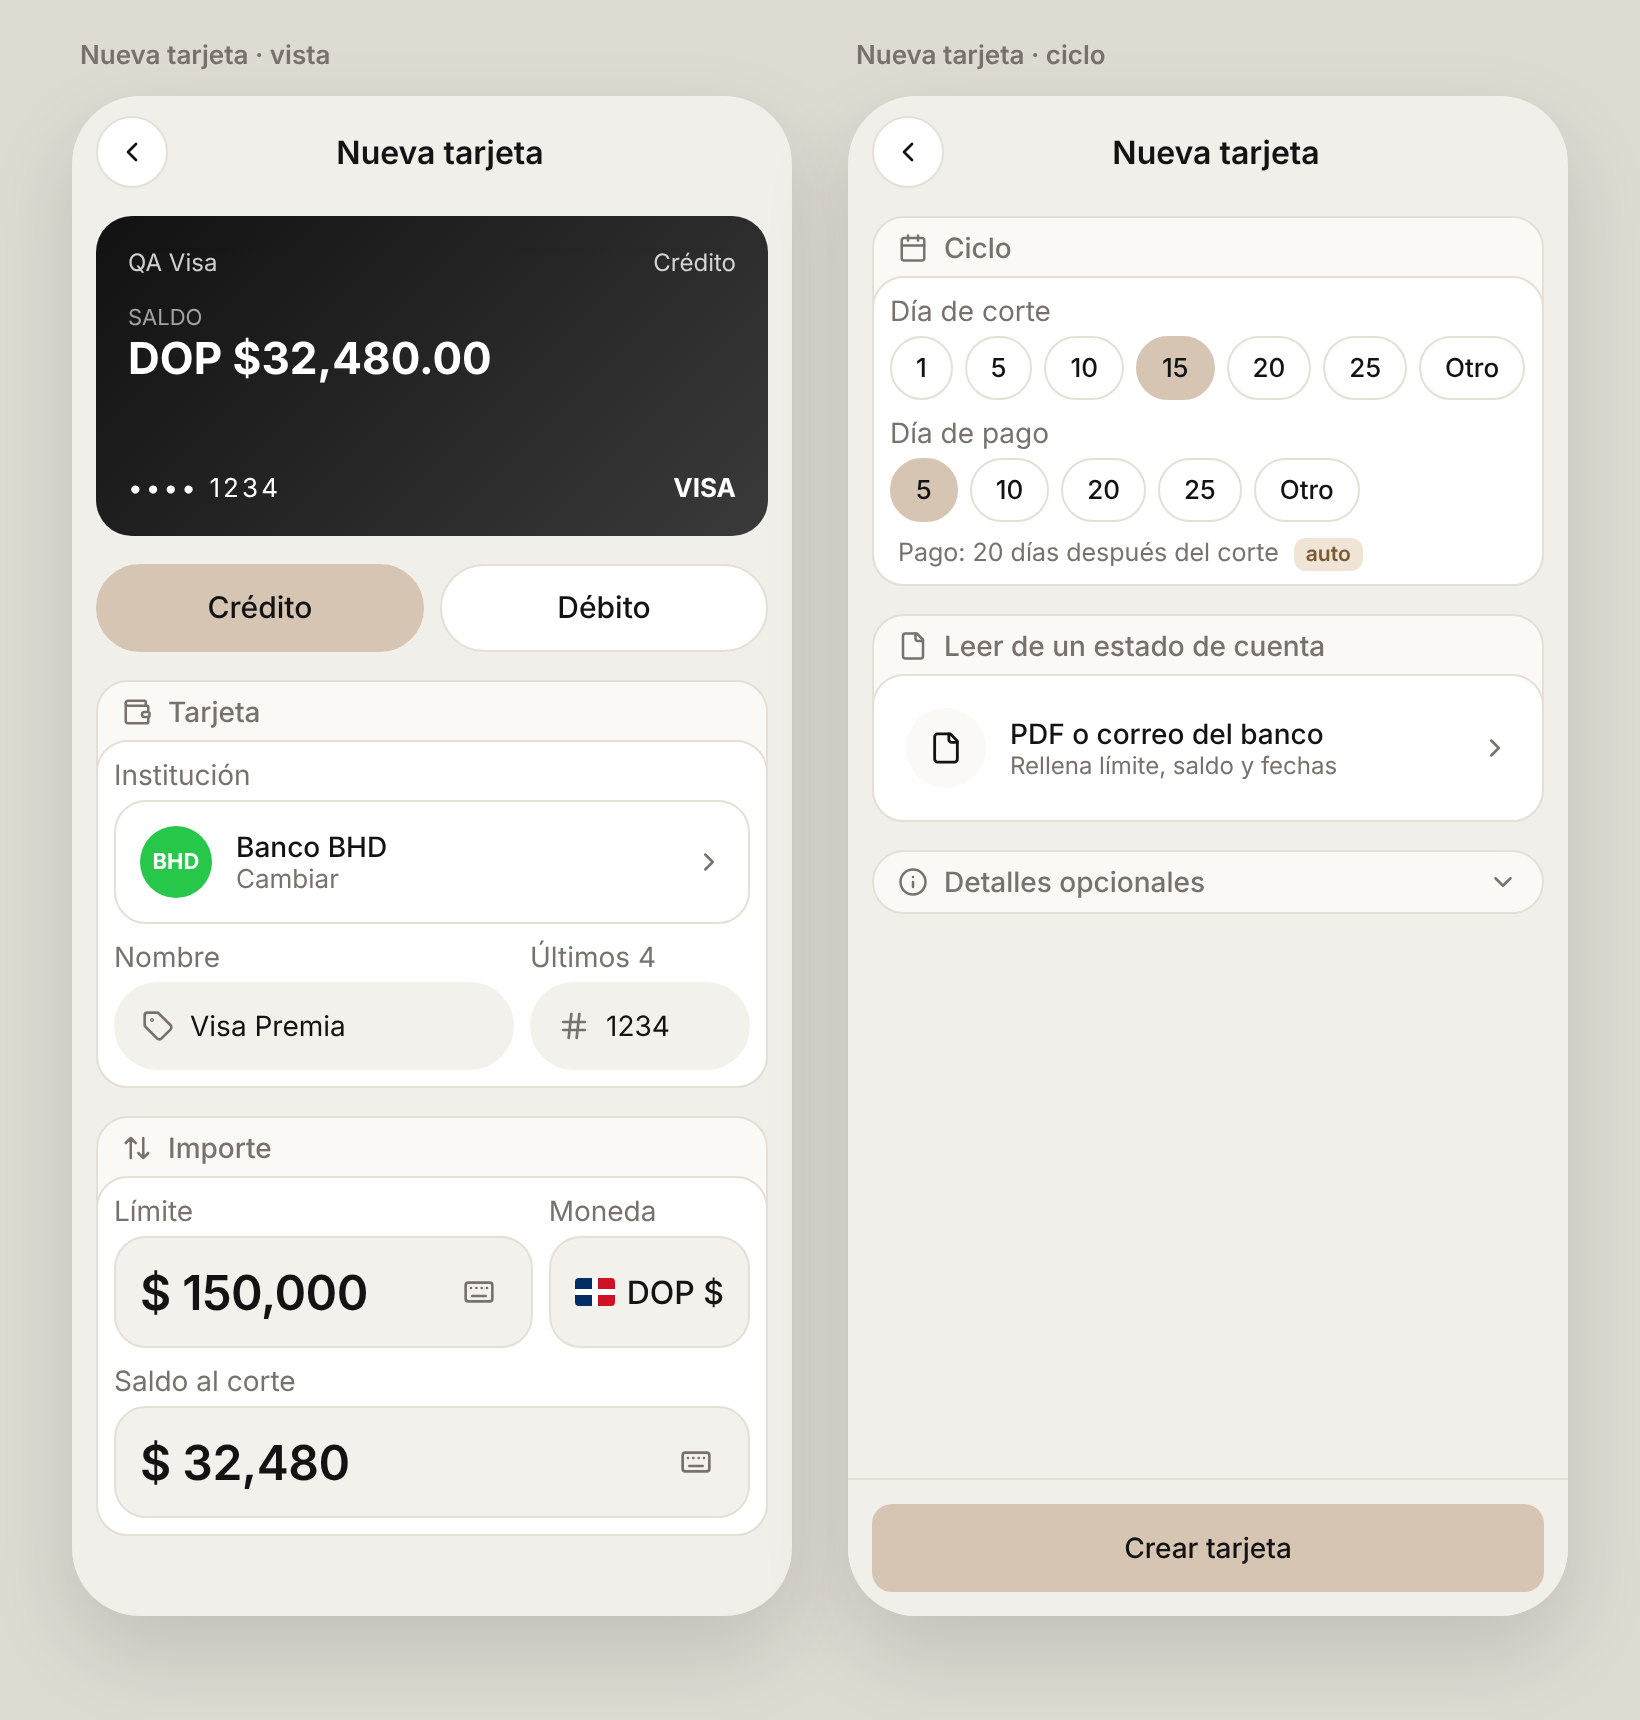 Nueva tarjeta · vista
Nueva tarjeta
QA Visa
Crédito
SALDO
DOP $32,480.00
•••• 1234
VISA
Crédito
Débito
Tarjeta
Institución
BHD
Banco BHD
Cambiar
Nombre
Últimos 4
Visa Premia
# 1234
Importe
Límite
Moneda
$ 150,000
DOP $
Saldo al corte
$ 32,480
Nueva tarjeta · ciclo
Nueva tarjeta
Ciclo
Día de corte
1 5 10 15 20 25 Otro
Día de pago
5 10 20 25 Otro
Pago: 20 días después del corte auto
Leer de un estado de cuenta
PDF o correo del banco
Rellena límite, saldo y fechas
Detalles opcionales
Crear tarjeta